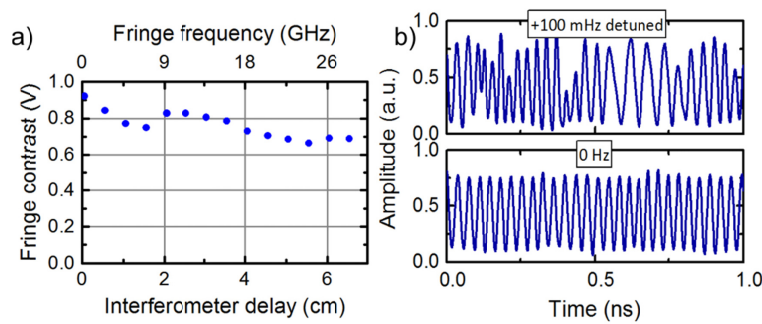 a)
Fringe frequency (GHz)
0 9 18 26
Fringe contrast (V)
1.0
0.8
0.6
0.4
0.2
0.0
0 2 4 6
Interferometer delay (cm)
b)
Amplitude (a.u.)
+100 mHz detuned
1.0
0.5
0.0
0 Hz
1.0
0.5
0.0
0.0 0.5 1.0
Time (ns)